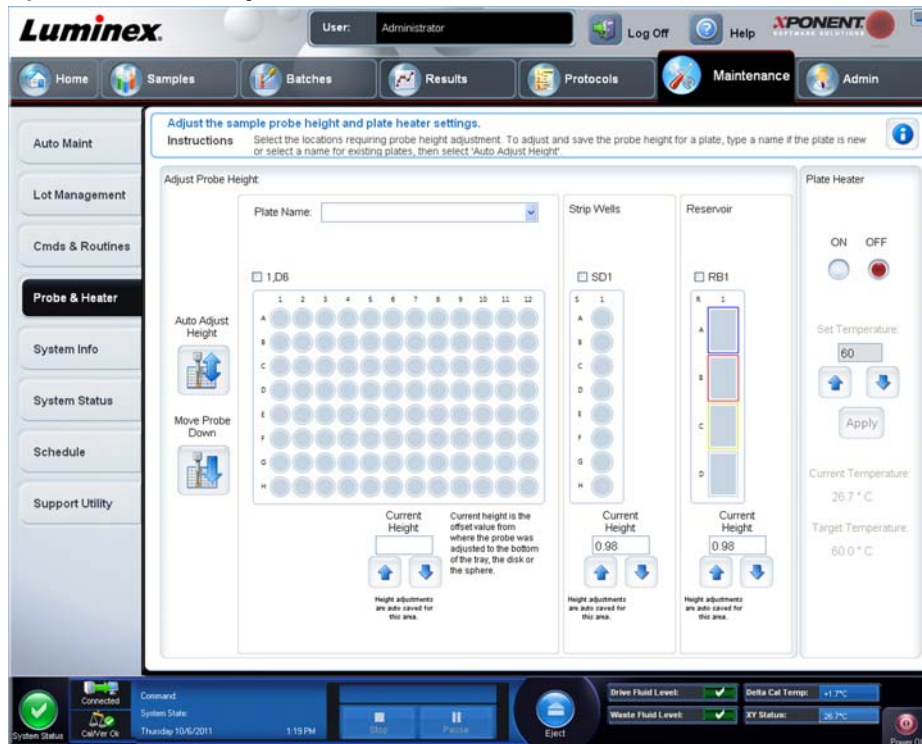 Luminex.
User: Administrator
Log Off
Help
XPONENT.
SOFTWARE SOLUTIONS
Home
Samples
Batches
Results
Protocols
Maintenance
Admin
Auto Maint
Lot Management
Cmds & Routines
Probe & Heater
System Info
System Status
Schedule
Support Utility
Adjust the sample probe height and plate heater settings.
Instructions Select the locations requiring probe height adjustment. To adjust and save the probe height for a plate, type a name if the plate is new
or select a name for existing plates, then select 'Auto Adjust Height'.
Adjust Probe Height
Auto Adjust
Height
Move Probe
Down
Plate Name:
1,D6
1 2 3 4 5 6 7 8 9 10 11 12
A
B
C
D
E
F
G
H
Current
Height
Current height is the
offset value from
where the probe was
adjusted to the bottom
of the tray, the disk or
the sphere.
Height adjustments
are auto saved for
this area.
Strip Wells
SD1
S 1
A
B
C
D
E
F
G
H
Current
Height
0.98
Height adjustments
are auto saved for
this area.
Reservoir
RB1
R 1
A
B
C
D
Current
Height
0.98
Height adjustments
are auto saved for
this area.
Plate Heater
ON OFF
Set Temperature:
60
Apply
Current Temperature:
26.7 ° C
Target Temperature:
60.0 ° C
System Status
Connected
Cal/Ver Ok
Command:
System State:
Thursday 10/6/2011 1:19 PM
Stop
Pause
Eject
Drive Fluid Level:
Waste Fluid Level:
Delta Cal Temp: +1.7°C
XY Status: 26.7°C